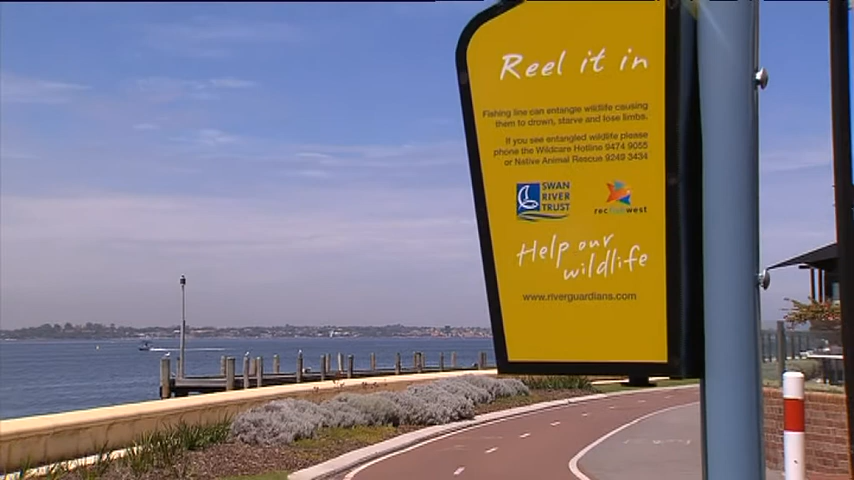 Reel it in
Fishing line can entangle wildlife causing
them to drown, starve and lose limbs.
If you see entangled wildlife please
phone the Wildcare Hotline 9474 9055
or Native Animal Rescue 9249 3434
SWAN
RIVER
TRUST
recfishwest
Help our
wildlife
www.riverguardians.com